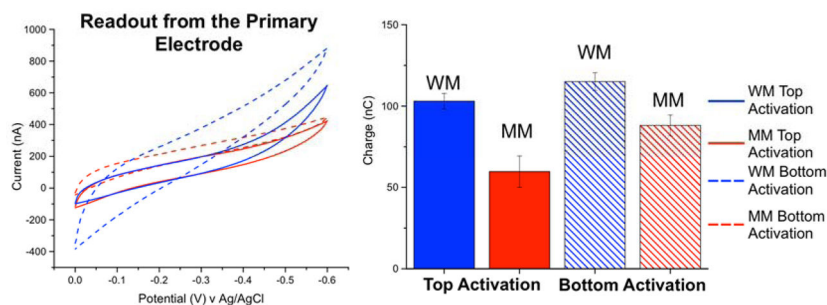 Readout from the Primary
Electrode
1000
800
600
400
200
0
-200
-400
Current (nA)
0.0
-0.1
-0.2
-0.3
-0.4
-0.5
-0.6
Potential (V) v Ag/AgCl
150
100
50
0
Charge (nC)
WM
MM
WM
MM
Top Activation
Bottom Activation
WM Top
Activation
MM Top
Activation
WM Bottom
Activation
MM Bottom
Activation